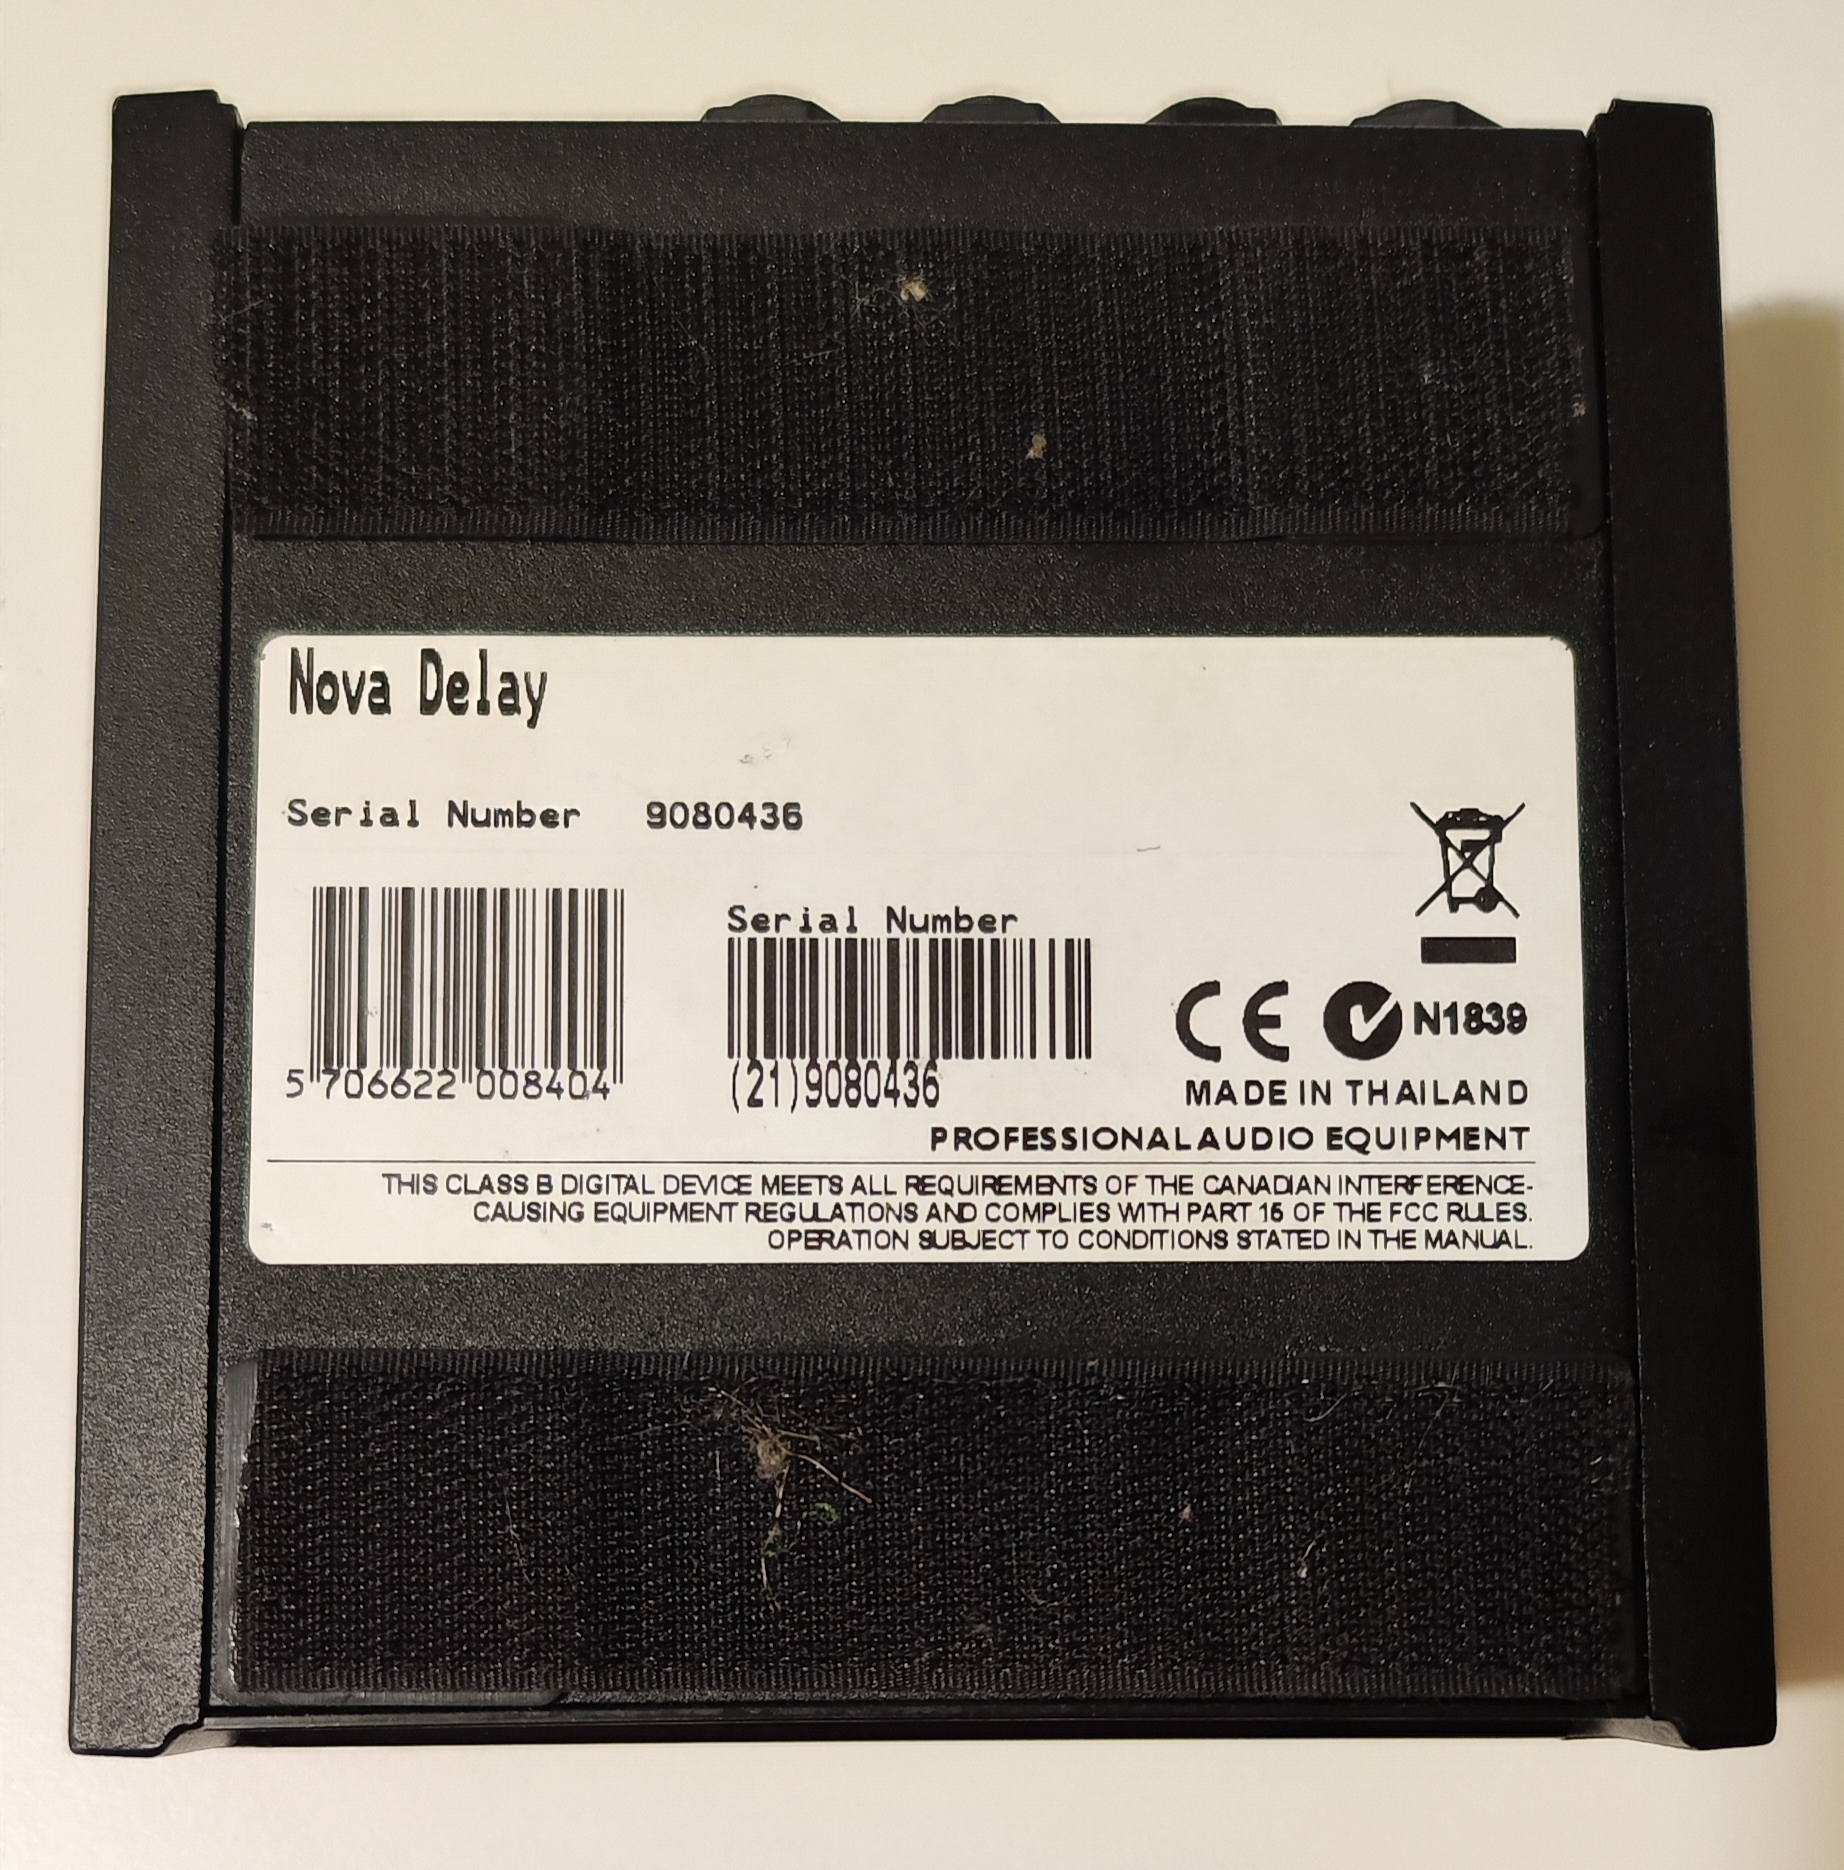 Nova Delay
Serial Number 9080436
Serial Number
5 706622 008404
(21)9080436
CE N1839
MADE IN THAILAND
PROFESSIONAL AUDIO EQUIPMENT
THIS CLASS B DIGITAL DEVICE MEETS ALL REQUIREMENTS OF THE CANADIAN INTERFERENCE-
CAUSING EQUIPMENT REGULATIONS AND COMPLIES WITH PART 15 OF THE FCC RULES.
OPERATION SUBJECT TO CONDITIONS STATED IN THE MANUAL.